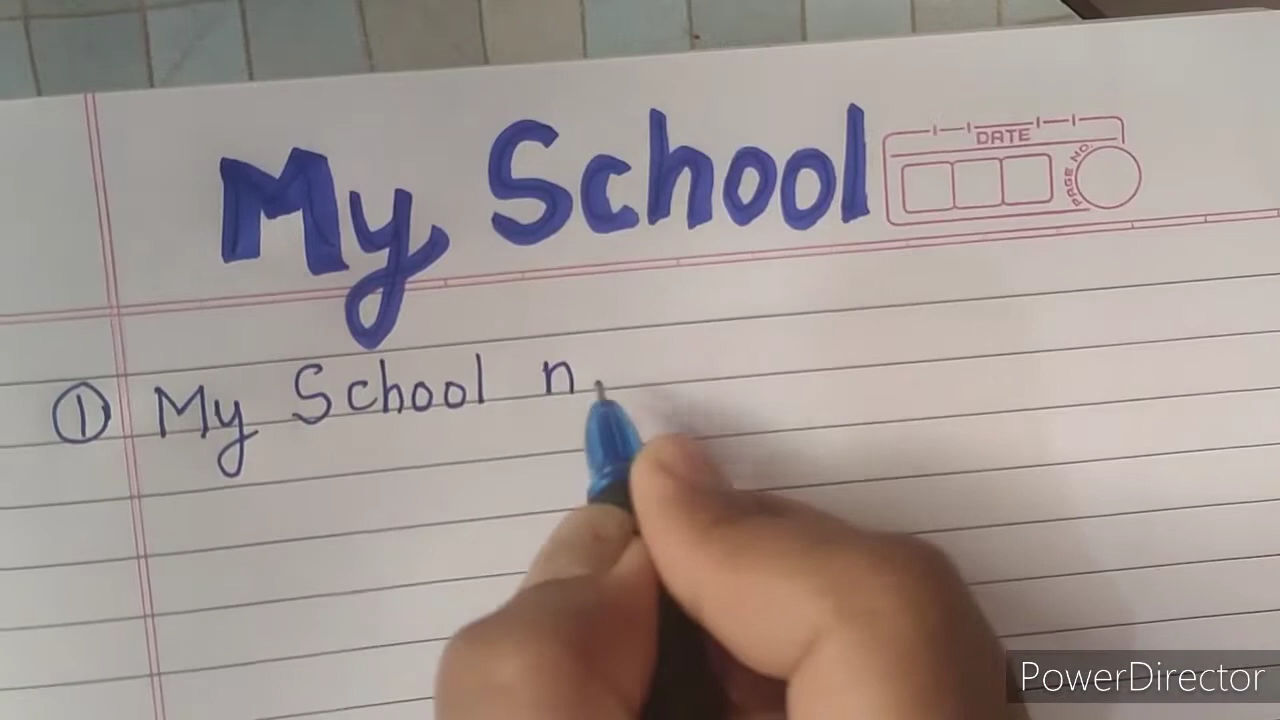 My School
DATE
PAGE NO.
① My School n
PowerDirector